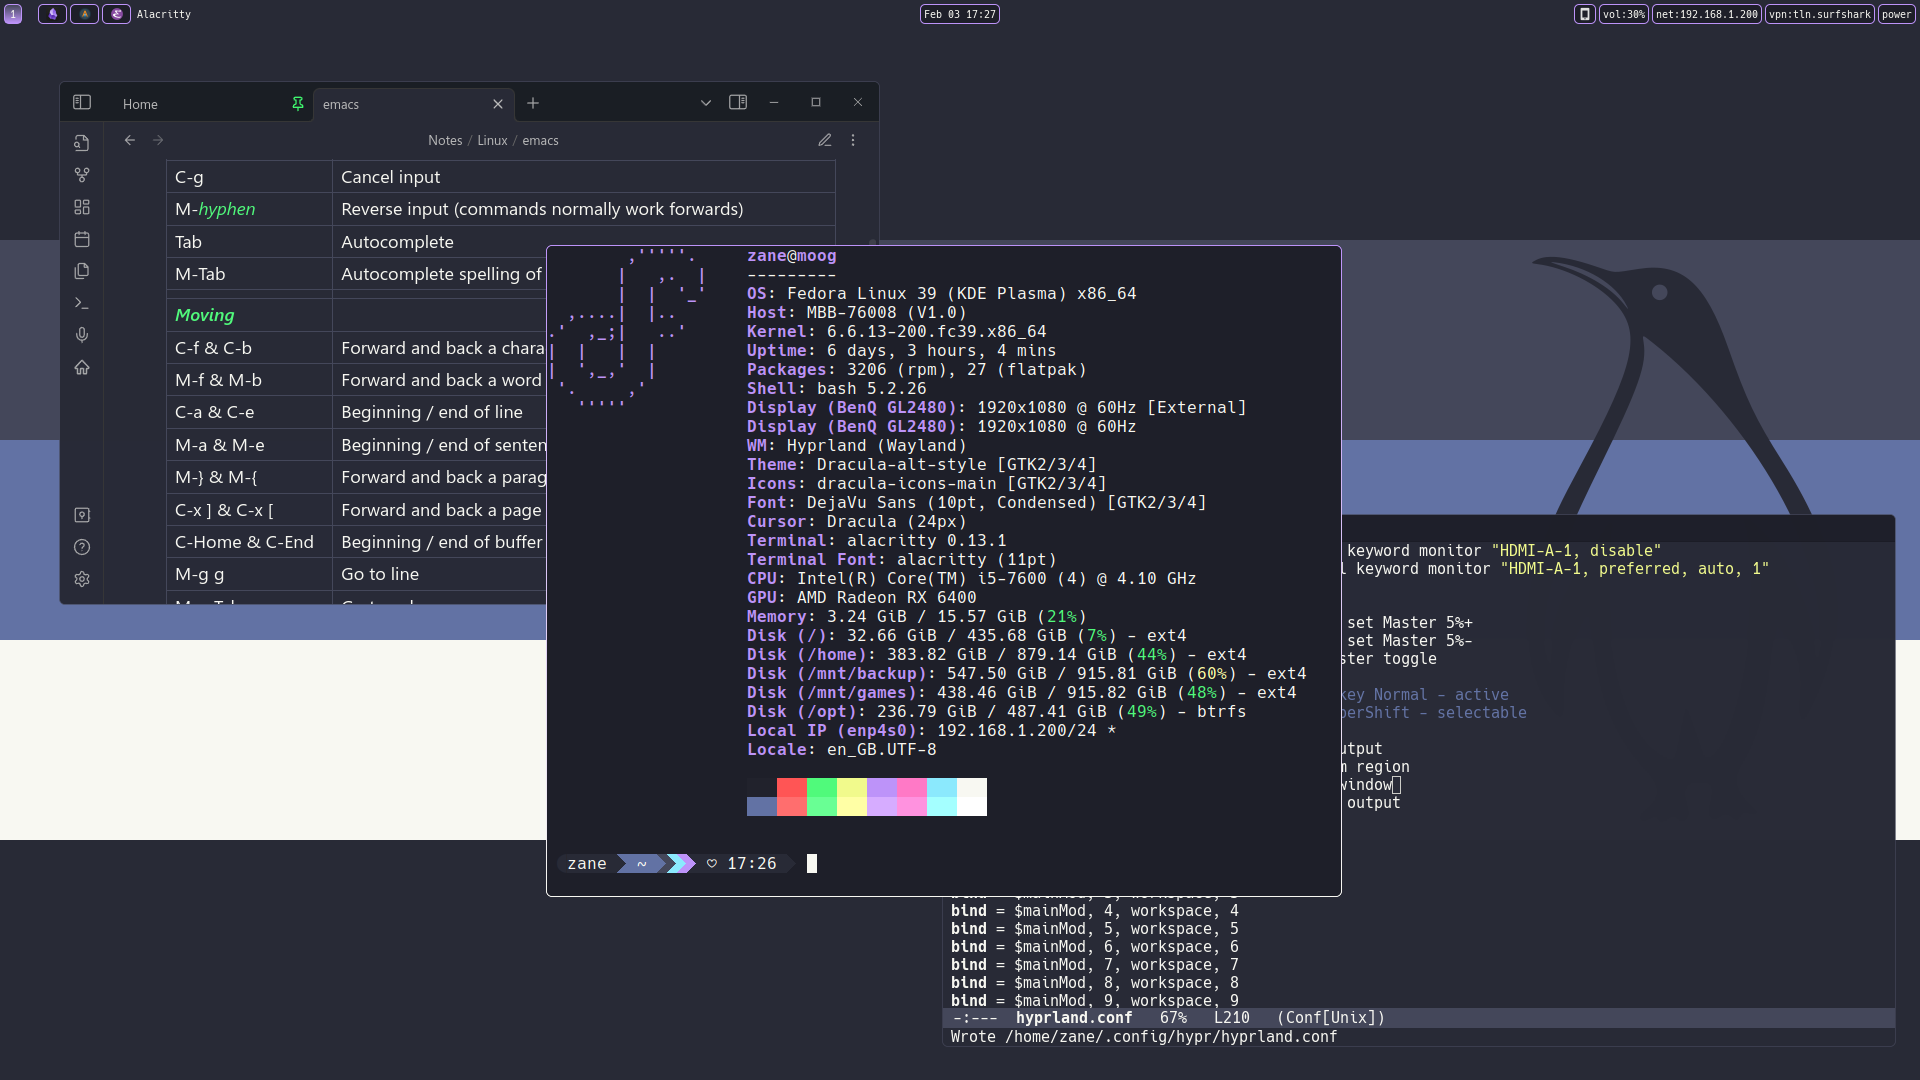 1
Alacritty
Feb 03 17:27
vol:30%
net:192.168.1.200
vpn:tln.surfshark
power
Home
emacs
Notes / Linux / emacs
C-g Cancel input
M-hyphen Reverse input (commands normally work forwards)
Tab Autocomplete
M-Tab Autocomplete spelling of
Moving
C-f & C-b Forward and back a chara
M-f & M-b Forward and back a word
C-a & C-e Beginning / end of line
M-a & M-e Beginning / end of senten
M-} & M-{ Forward and back a parag
C-x ] & C-x [ Forward and back a page
C-Home & C-End Beginning / end of buffer
M-g g Go to line
zane@moog
---------
OS: Fedora Linux 39 (KDE Plasma) x86_64
Host: MBB-76008 (V1.0)
Kernel: 6.6.13-200.fc39.x86_64
Uptime: 6 days, 3 hours, 4 mins
Packages: 3206 (rpm), 27 (flatpak)
Shell: bash 5.2.26
Display (BenQ GL2480): 1920x1080 @ 60Hz [External]
Display (BenQ GL2480): 1920x1080 @ 60Hz
WM: Hyprland (Wayland)
Theme: Dracula-alt-style [GTK2/3/4]
Icons: dracula-icons-main [GTK2/3/4]
Font: DejaVu Sans (10pt, Condensed) [GTK2/3/4]
Cursor: Dracula (24px)
Terminal: alacritty 0.13.1
Terminal Font: alacritty (11pt)
CPU: Intel(R) Core(TM) i5-7600 (4) @ 4.10 GHz
GPU: AMD Radeon RX 6400
Memory: 3.24 GiB / 15.57 GiB (21%)
Disk (/): 32.66 GiB / 435.68 GiB (7%) - ext4
Disk (/home): 383.82 GiB / 879.14 GiB (44%) - ext4
Disk (/mnt/backup): 547.50 GiB / 915.81 GiB (60%) - ext4
Disk (/mnt/games): 438.46 GiB / 915.82 GiB (48%) - ext4
Disk (/opt): 236.79 GiB / 487.41 GiB (49%) - btrfs
Local IP (enp4s0): 192.168.1.200/24 *
Locale: en_GB.UTF-8
zane ~ ♡ 17:26
keyword monitor "HDMI-A-1, disable"
l keyword monitor "HDMI-A-1, preferred, auto, 1"
set Master 5%+
set Master 5%-
ster toggle
key Normal - active
perShift - selectable
utput
m region
window
output
bind = $mainMod, 4, workspace, 4
bind = $mainMod, 5, workspace, 5
bind = $mainMod, 6, workspace, 6
bind = $mainMod, 7, workspace, 7
bind = $mainMod, 8, workspace, 8
bind = $mainMod, 9, workspace, 9
-:--- hyprland.conf 67% L210 (Conf[Unix])
Wrote /home/zane/.config/hypr/hyprland.conf